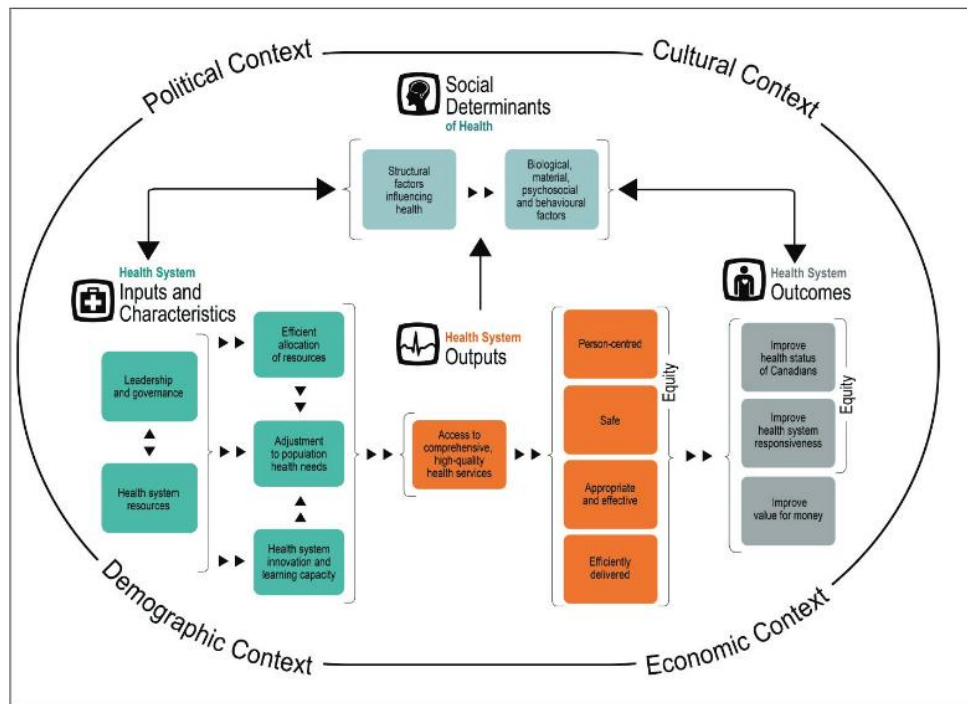 Political Context
Cultural Context
Social
Determinants
of Health
Structural
factors
influencing
health
Biological,
material,
psychosocial
and behavioural
factors
Health System
Inputs and
Characteristics
Leadership
and governance
Health system
resources
Efficient
allocation
of resources
Adjustment
to population
health needs
Health system
innovation and
learning capacity
Health System
Outputs
Access to
comprehensive,
high-quality
health services
Person-centred
Safe
Appropriate
and effective
Efficiently
delivered
Equity
Health System
Outcomes
Improve
health status
of Canadians
Improve
health system
responsiveness
Equity
Improve
value for money
Demographic Context
Economic Context